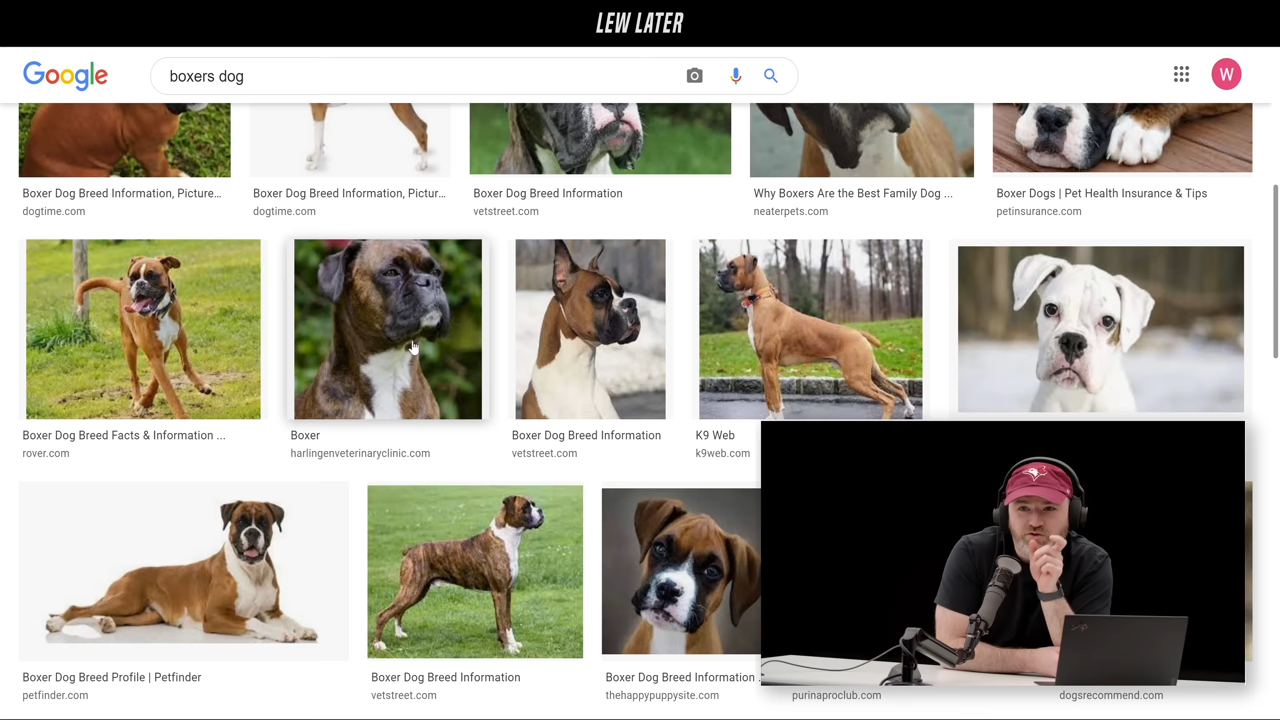 LEW LATER
Google
boxers dog
W
Boxer Dog Breed Information, Picture...
dogtime.com
Boxer Dog Breed Information, Pictur...
dogtime.com
Boxer Dog Breed Information
vetstreet.com
Why Boxers Are the Best Family Dog ...
neaterpets.com
Boxer Dogs | Pet Health Insurance & Tips
petinsurance.com
Boxer Dog Breed Facts & Information ...
rover.com
Boxer
harlingenveterinaryclinic.com
Boxer Dog Breed Information
vetstreet.com
K9 Web
k9web.com
Boxer Dog Breed Profile | Petfinder
petfinder.com
Boxer Dog Breed Information
vetstreet.com
Boxer Dog Breed Information .
thehappypuppysite.com
purinaproclub.com
dogsrecommend.com